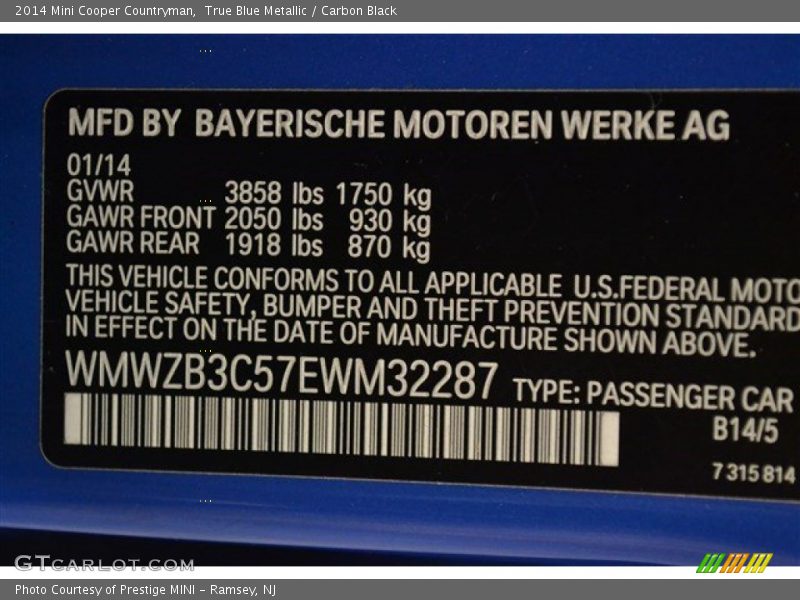 2014 Mini Cooper Countryman,  True Blue Metallic / Carbon Black
MFD BY BAYERISCHE MOTOREN WERKE AG
01/14
GVWR 3858 lbs 1750 kg
GAWR FRONT 2050 lbs 930 kg
GAWR REAR 1918 lbs 870 kg
THIS VEHICLE CONFORMS TO ALL APPLICABLE U.S.FEDERAL MOTO
VEHICLE SAFETY, BUMPER AND THEFT PREVENTION STANDARD
IN EFFECT ON THE DATE OF MANUFACTURE SHOWN ABOVE.
WMWZB3C57EWM32287 TYPE: PASSENGER CAR
B14/5
7 315 814
GTCARLOT.COM
Photo Courtesy of Prestige MINI - Ramsey, NJ